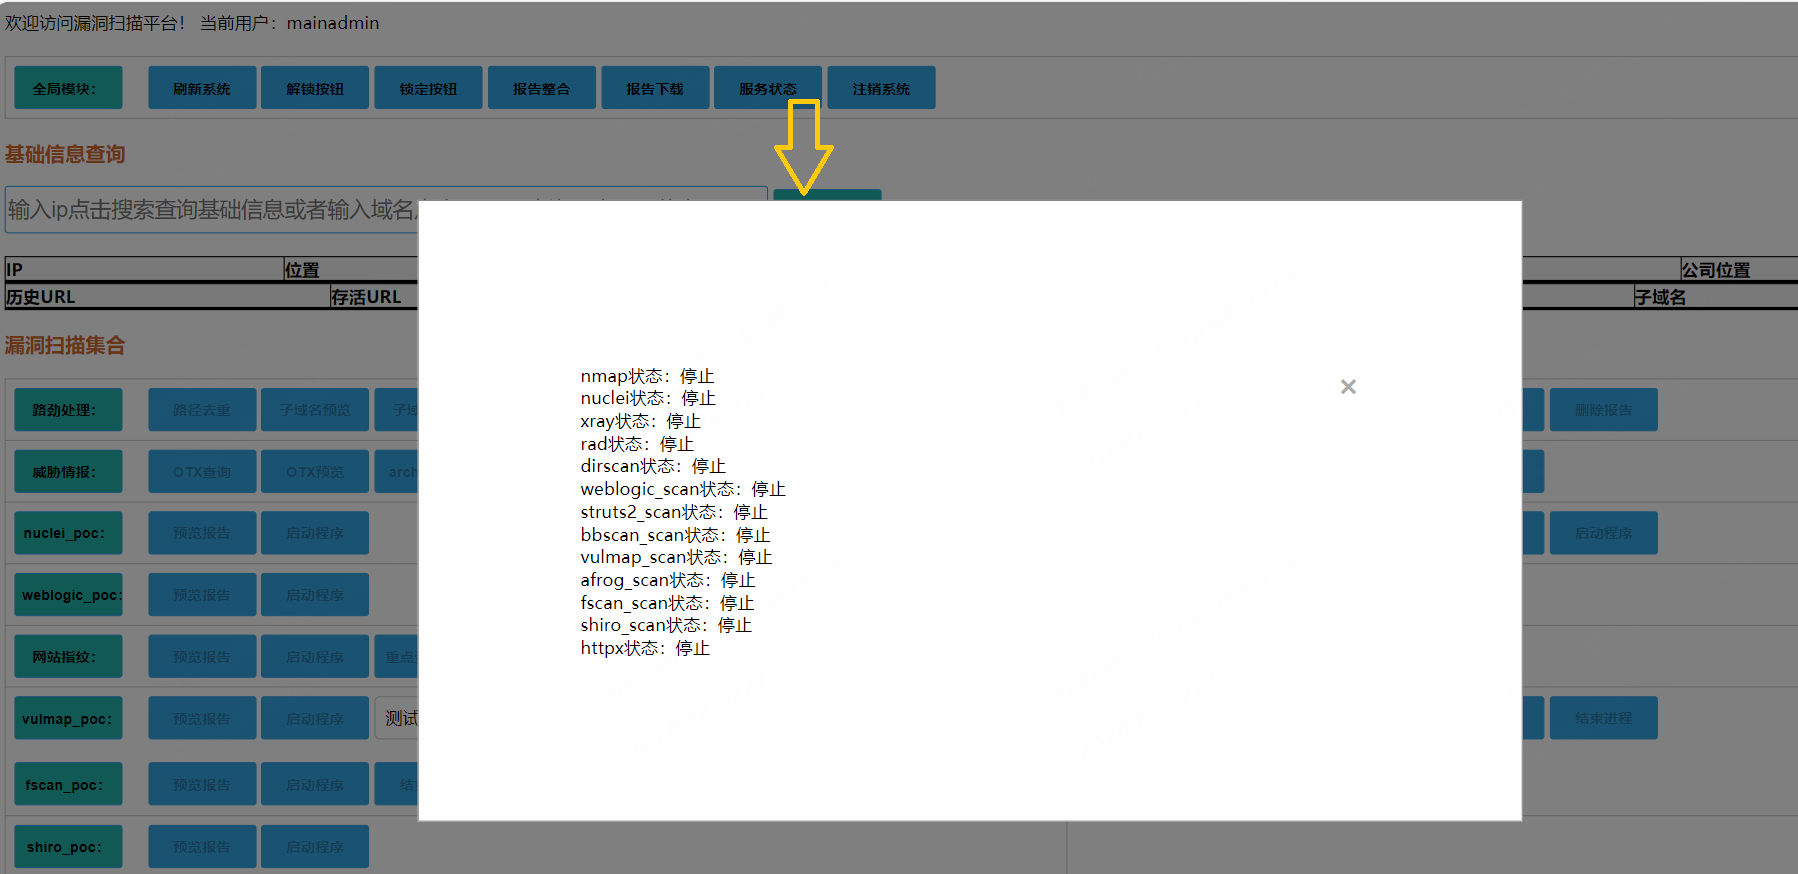 欢迎访问漏洞扫描平台！ 当前用户：mainadmin
全局模块： 刷新系统 解锁按钮 锁定按钮 报告整合 报告下载 服务状态 注销系统
基础信息查询
输入ip点击搜索查询基础信息或者输入域名
IP 位置 公司位置
历史URL 存活URL 子域名
漏洞扫描集合
路劲处理： 路径去重 子域名预览 子域 删除报告
威胁情报： OTX查询 OTX预览 arch
nuclei_poc： 预览报告 启动程序 启动程序
weblogic_poc： 预览报告 启动程序
网站指纹： 预览报告 启动程序 重点
vulmap_poc： 预览报告 启动程序 测试 结束进程
fscan_poc： 预览报告 启动程序 结
shiro_poc： 预览报告 启动程序
nmap状态：停止
nuclei状态：停止
xray状态：停止
rad状态：停止
dirscan状态：停止
weblogic_scan状态：停止
struts2_scan状态：停止
bbscan_scan状态：停止
vulmap_scan状态：停止
afrog_scan状态：停止
fscan_scan状态：停止
shiro_scan状态：停止
httpx状态：停止